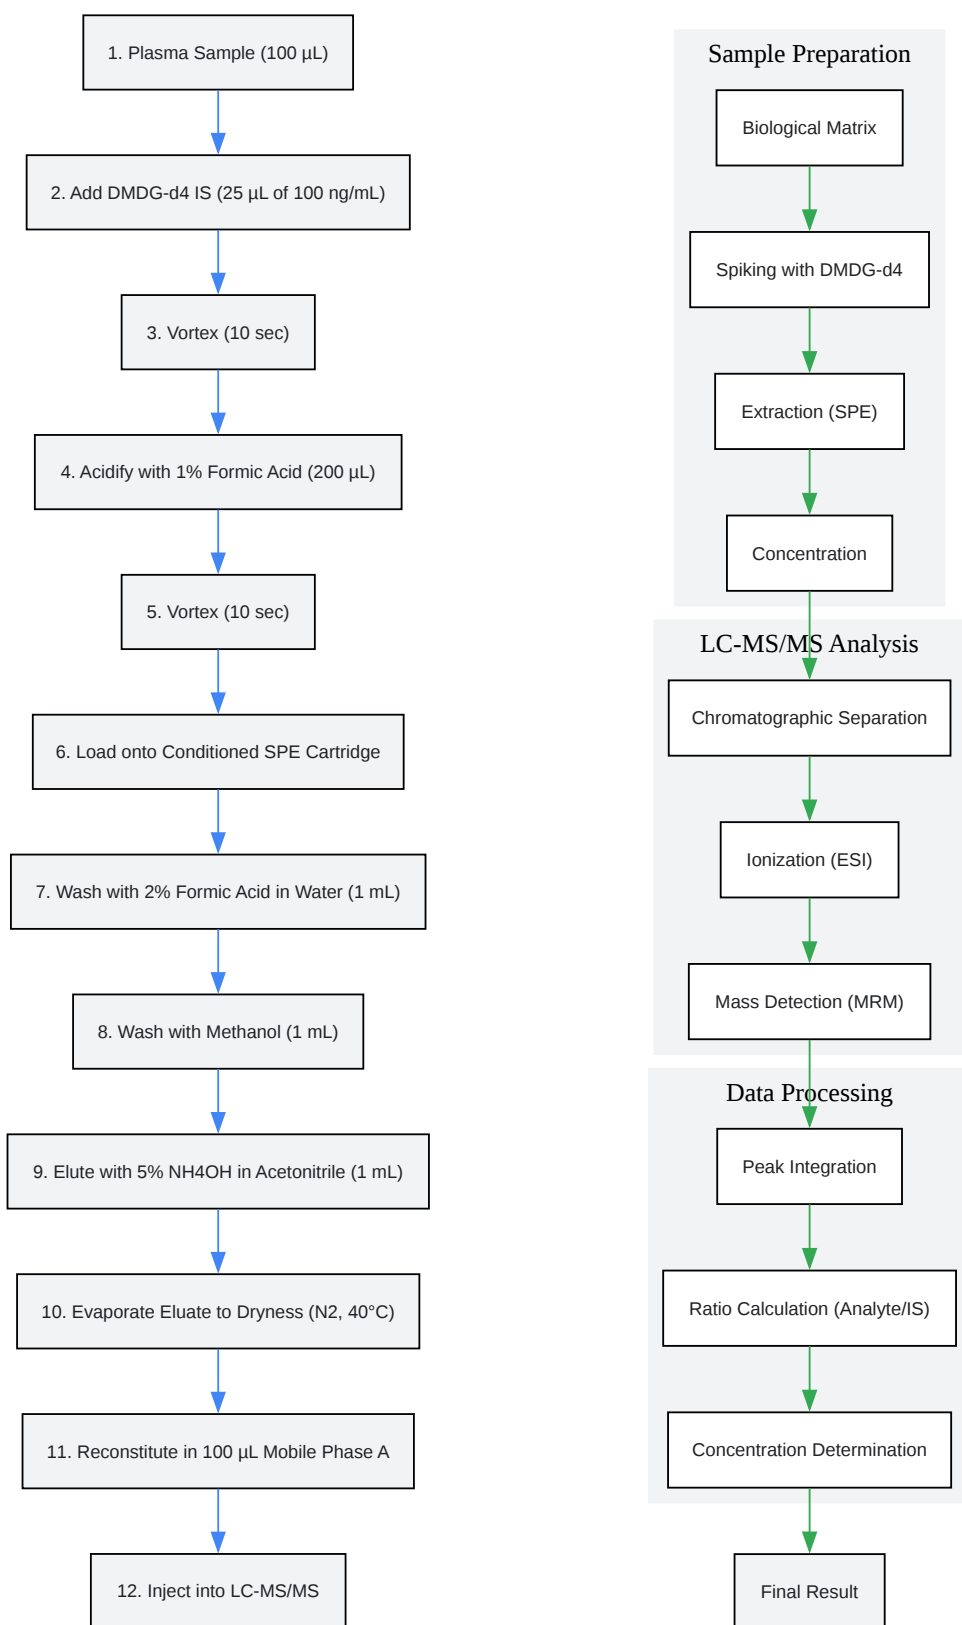 1. Plasma Sample (100 µL)
2. Add DMDG-d4 IS (25 µL of 100 ng/mL)
3. Vortex (10 sec)
4. Acidify with 1% Formic Acid (200 µL)
5. Vortex (10 sec)
6. Load onto Conditioned SPE Cartridge
7. Wash with 2% Formic Acid in Water (1 mL)
8. Wash with Methanol (1 mL)
9. Elute with 5% NH4OH in Acetonitrile (1 mL)
10. Evaporate Eluate to Dryness (N2, 40°C)
11. Reconstitute in 100 µL Mobile Phase A
12. Inject into LC-MS/MS
Sample Preparation
Biological Matrix
Spiking with DMDG-d4
Extraction (SPE)
Concentration
LC-MS/MS Analysis
Chromatographic Separation
Ionization (ESI)
Mass Detection (MRM)
Data Processing
Peak Integration
Ratio Calculation (Analyte/IS)
Concentration Determination
Final Result